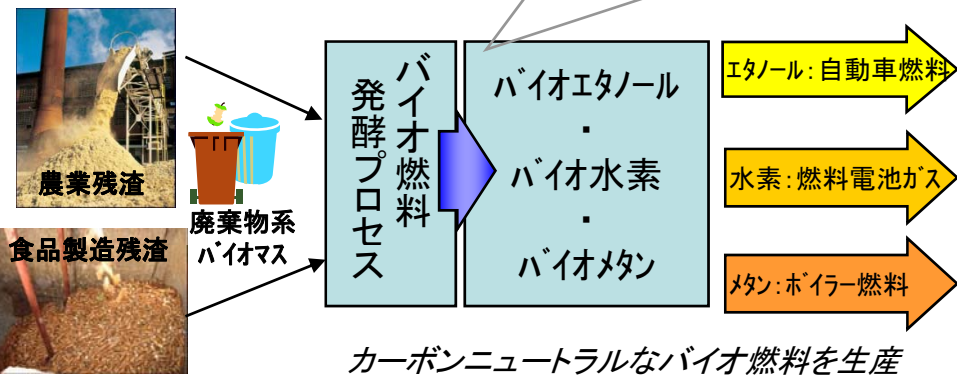 農業残渣
廃棄物系
バイオマス
食品製造残渣
バイオ燃料
発酵プロセス
バイオエタノール
・
バイオ水素
・
バイオメタン
エタノール:自動車燃料
水素:燃料電池ガス
メタン:ボイラー燃料
カーボンニュートラルなバイオ燃料を生産